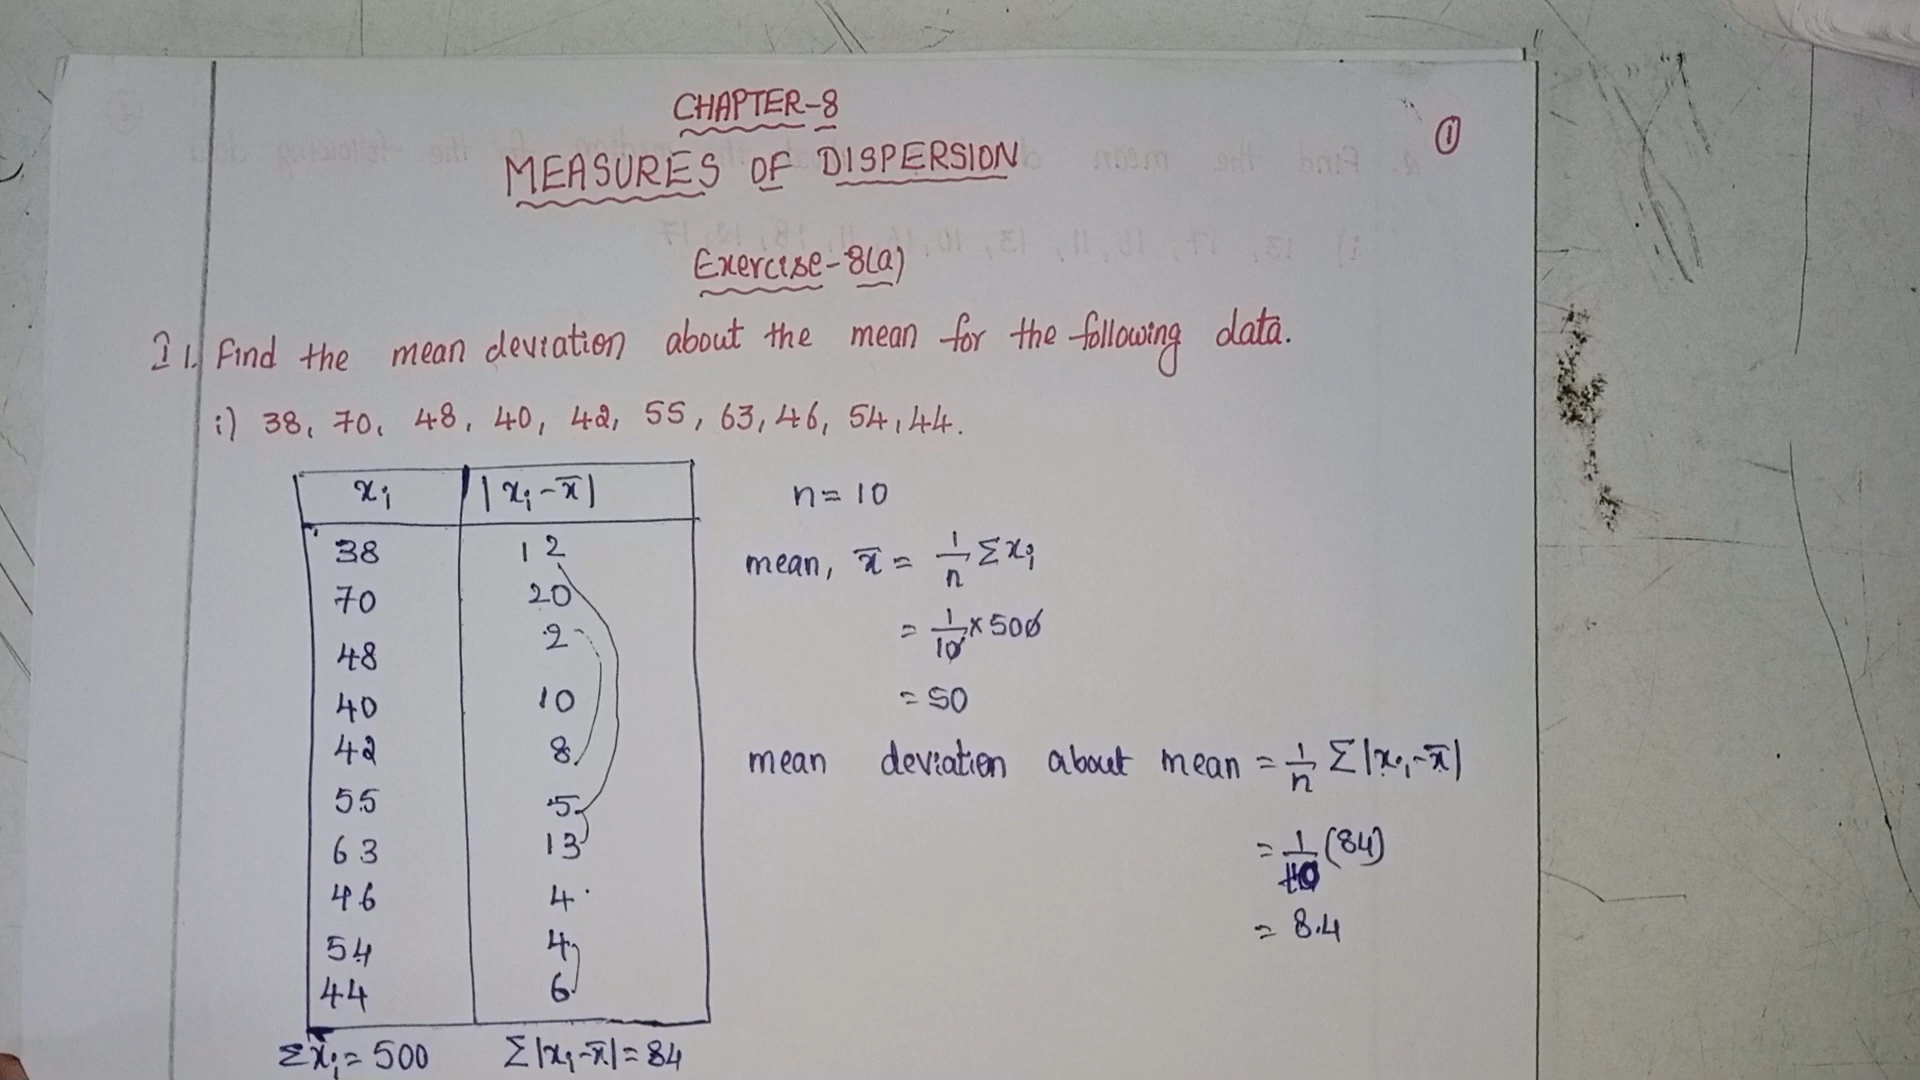 CHAPTER-8
①
MEASURES OF DISPERSION
Exercise-8(a)
I 1. Find the mean deviation about the mean for the following data.
i) 38, 70, 48, 40, 42, 55, 63, 46, 54, 44.
xi |xi-x̄|
38 12
70 20
48 2
40 10
42 8
55 5
63 13
46 4
54 4
44 6
Σxi = 500 Σ|xi-x̄| = 84
n = 10
mean, x̄ = 1/n Σxi
= 1/10 × 500
= 50
mean deviation about mean = 1/n Σ|xi-x̄|
= 1/10 (84)
= 8.4